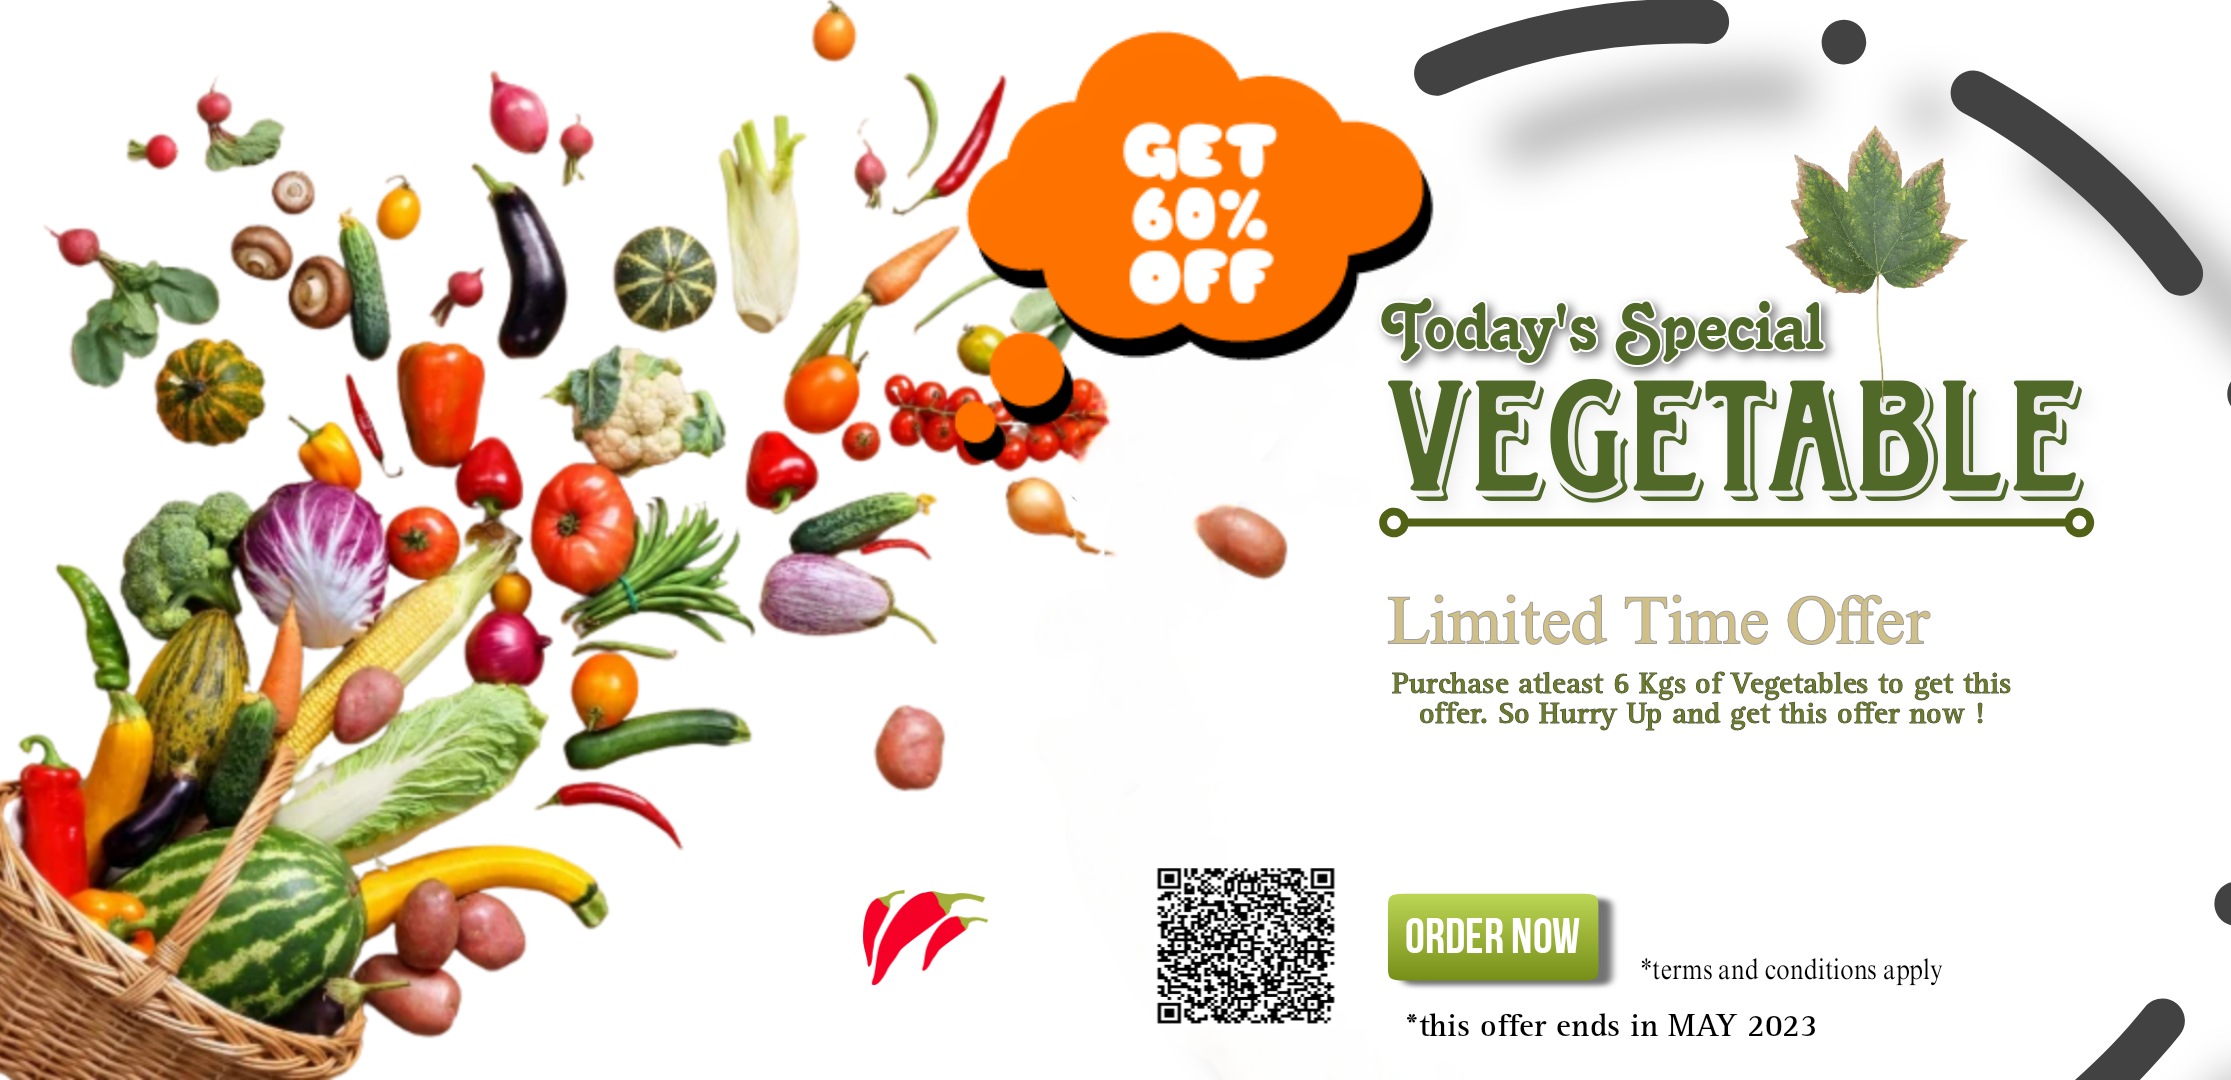 GET
60%
OFF
Today's Special
VEGETABLE
Limited Time Offer
Purchase atleast 6 Kgs of Vegetables to get this
offer. So Hurry Up and get this offer now !
ORDER NOW
*terms and conditions apply
*this offer ends in MAY 2023